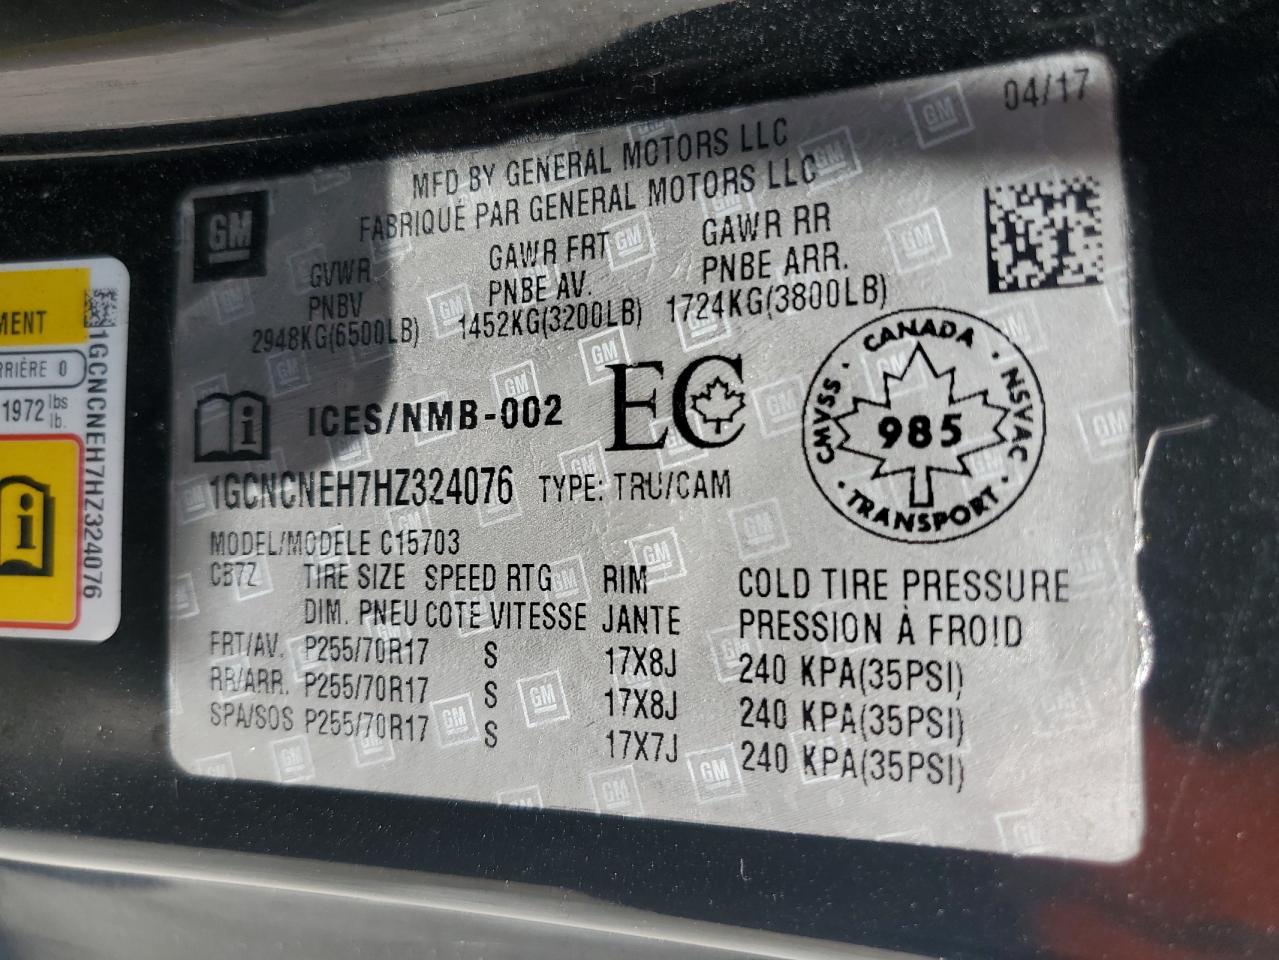 04/17
MFD BY GENERAL MOTORS LLC
FABRIQUÉ PAR GENERAL MOTORS LLC
GM
GVWR GAWR FRT GAWR RR
PNBV PNBE AV. PNBE ARR.
2948KG(6500LB) 1452KG(3200LB) 1724KG(3800LB)
ICES/NMB-002 EC
CANADA
CMVSS · NSVAC
985
TRANSPORT
1GCNCNEH7HZ324076 TYPE: TRU/CAM
MODEL/MODELE C15703
CB7Z TIRE SIZE SPEED RTG RIM COLD TIRE PRESSURE
DIM. PNEU COTE VITESSE JANTE PRESSION À FROID
FRT/AV. P255/70R17 S 17X8J 240 KPA(35PSI)
RR/ARR. P255/70R17 S 17X8J 240 KPA(35PSI)
SPA/SOS P255/70R17 S 17X7J 240 KPA(35PSI)
MENT
RRIÈRE 0
1972 lbs
lb.
1GCNCNEH7HZ324076